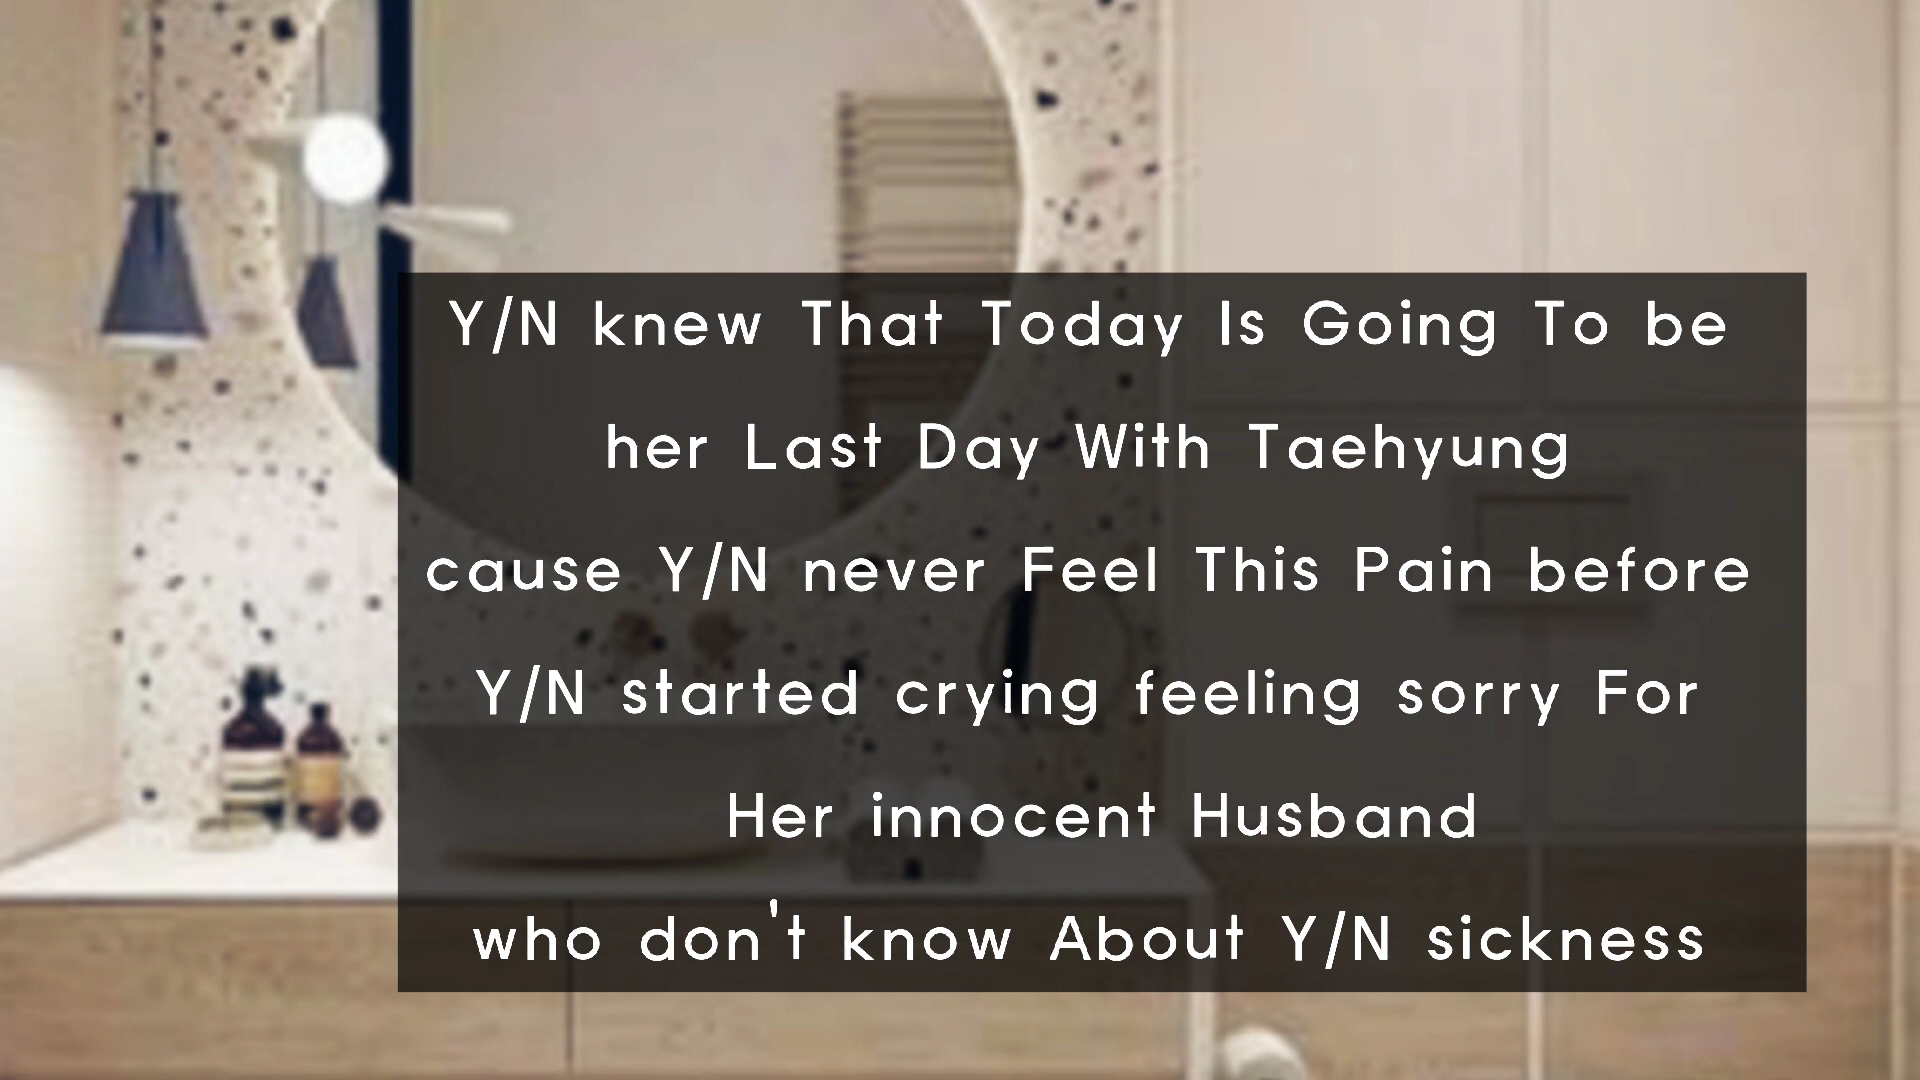 Y/N knew That Today Is Going To be
her Last Day With Taehyung
cause Y/N never Feel This Pain before
Y/N started crying feeling sorry For
Her innocent Husband
who don't know About Y/N sickness